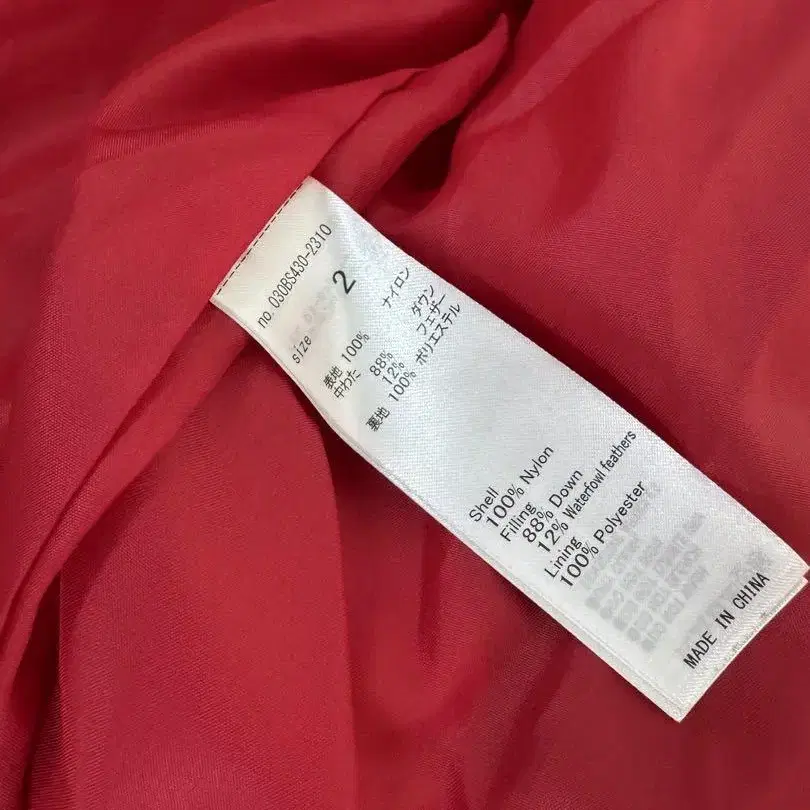 no. 030BS430-2310
size 2
表地 100% ナイロン
中わた 88% ダウン
12% フェザー
裏地 100% ポリエステル
Shell
100% Nylon
Filling
88% Down
12% Waterfowl feathers
Lining
100% Polyester
MADE IN CHINA